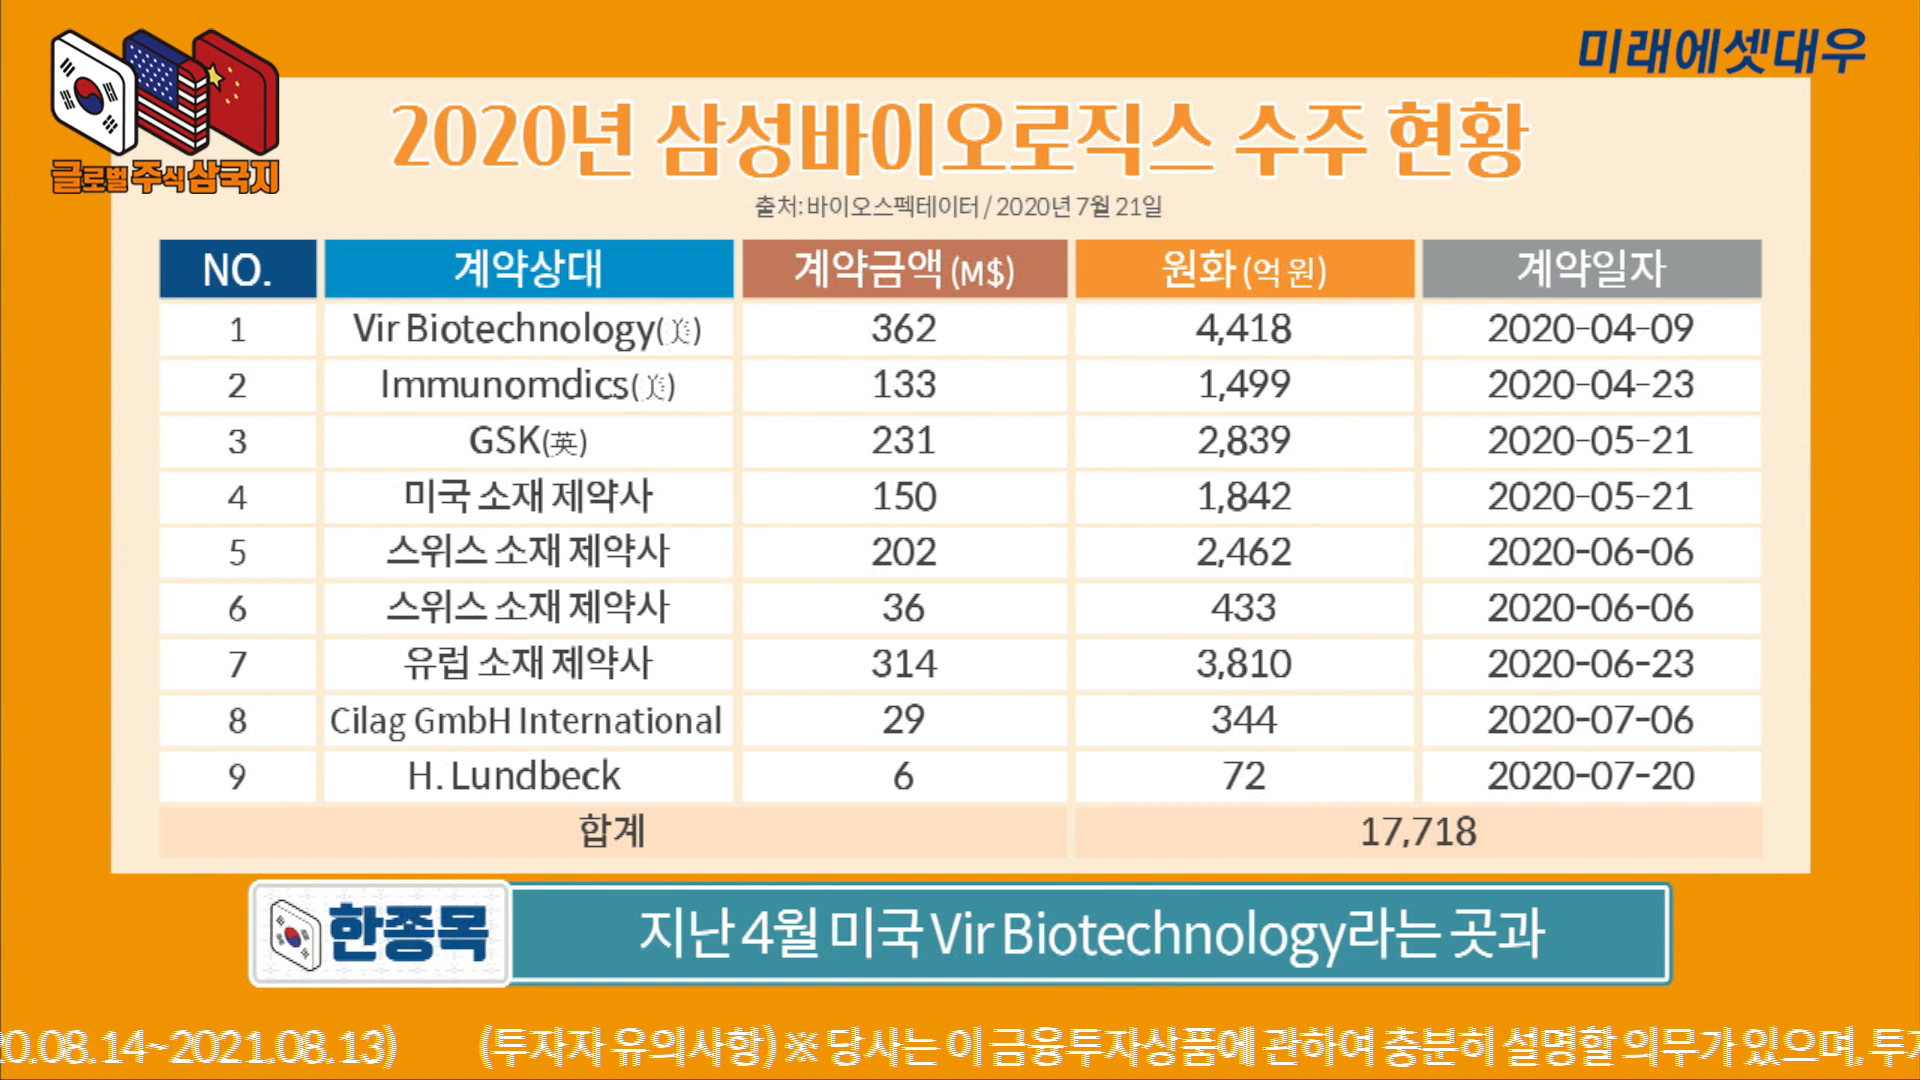 미래에셋대우
글로벌 주식 삼국지
2020년 삼성바이오로직스 수주 현황
출처: 바이오스펙테이터 / 2020년 7월 21일
NO. 계약상대 계약금액 (M$) 원화 (억 원) 계약일자
1 Vir Biotechnology( ) 362 4,418 2020-04-09
2 Immunomdics( ) 133 1,499 2020-04-23
3 GSK(英) 231 2,839 2020-05-21
4 미국 소재 제약사 150 1,842 2020-05-21
5 스위스 소재 제약사 202 2,462 2020-06-06
6 스위스 소재 제약사 36 433 2020-06-06
7 유럽 소재 제약사 314 3,810 2020-06-23
8 Cilag GmbH International 29 344 2020-07-06
9 H. Lundbeck 6 72 2020-07-20
합계 17,718
한종목 지난 4월 미국 Vir Biotechnology라는 곳과
0.08.14~2021.08.13) (투자자 유의사항) ※ 당사는 이 금융투자상품에 관하여 충분히 설명할 의무가 있으며, 투자